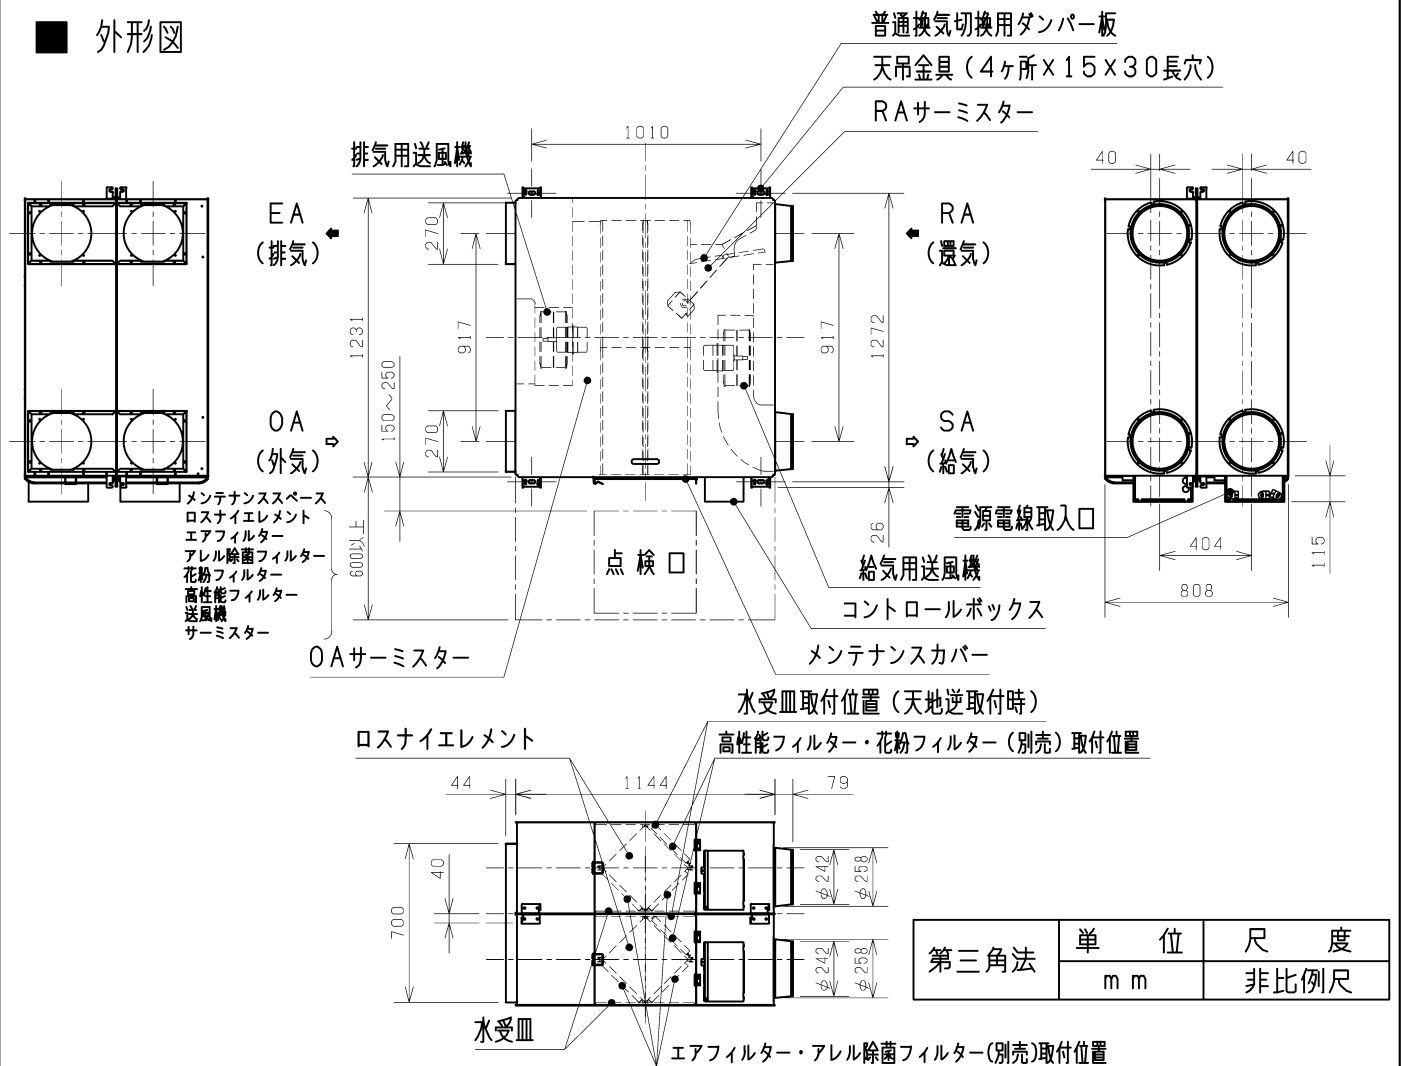 ■ 外形図
普通換気切換用ダンパー板
天吊金具（4ヶ所×15×30長穴）
RAサーミスター
排気用送風機
1010
40
40
EA
（排気）
RA
（還気）
270
1231
917
917
1272
150～250
OA
（外気）
270
SA
（給気）
メンテナンススペース
ロスナイエレメント
エアフィルター
アレル除菌フィルター
花粉フィルター
高性能フィルター
送風機
サーミスター
600以上
点検口
26
電源電線取入口
404
115
808
給気用送風機
コントロールボックス
OAサーミスター
メンテナンスカバー
水受皿取付位置（天地逆取付時）
ロスナイエレメント
高性能フィルター・花粉フィルター（別売）取付位置
44
1144
79
40
700
φ242
φ258
φ242
φ258
水受皿
エアフィルター・アレル除菌フィルター(別売)取付位置
第三角法
単位
尺度
mm
非比例尺